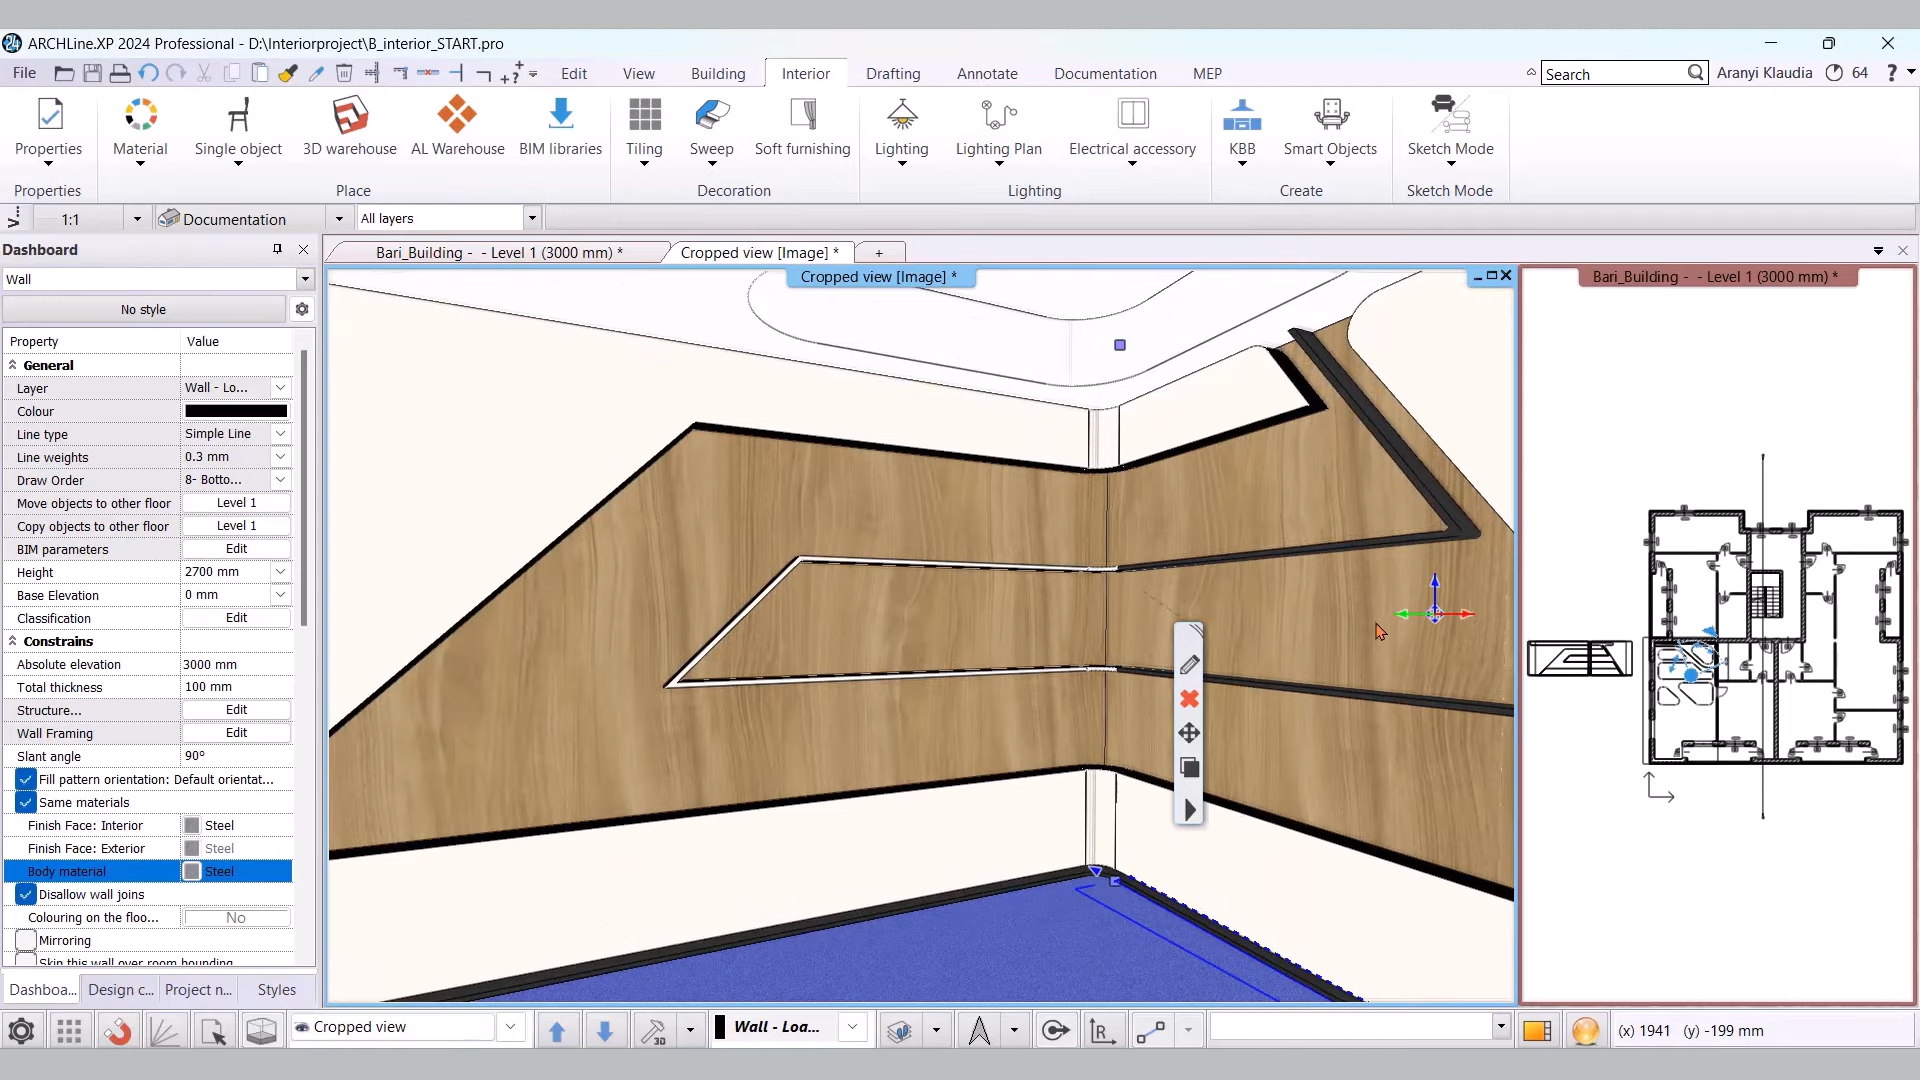 24 ARCHLine.XP 2024 Professional - D:\Interiorproject\B_interior_START.pro
File Edit View Building Interior Drafting Annotate Documentation MEP Search Aranyi Klaudia 64 ?
Properties Material Single object 3D warehouse AL Warehouse BIM libraries Tiling Sweep Soft furnishing Lighting Lighting Plan Electrical accessory KBB Smart Objects Sketch Mode
Properties Place Decoration Lighting Create Sketch Mode
1:1 Documentation All layers
Dashboard
Bari_Building - - Level 1 (3000 mm) * Cropped view [Image] * +
Wall
Cropped view [Image] *
Bari_Building - - Level 1 (3000 mm) *
No style
Property Value
General
Layer Wall - Lo...
Colour
Line type Simple Line
Line weights 0.3 mm
Draw Order 8- Botto...
Move objects to other floor Level 1
Copy objects to other floor Level 1
BIM parameters Edit
Height 2700 mm
Base Elevation 0 mm
Classification Edit
Constrains
Absolute elevation 3000 mm
Total thickness 100 mm
Structure... Edit
Wall Framing Edit
Slant angle 90°
Fill pattern orientation: Default orientat...
Same materials
Finish Face: Interior Steel
Finish Face: Exterior Steel
Body material Steel
Disallow wall joins
Colouring on the floo... No
Mirroring
Skip this wall over room bounding
Dashboa... Design c... Project n... Styles
Cropped view 3D Wall - Loa... R (x) 1941 (y) -199 mm